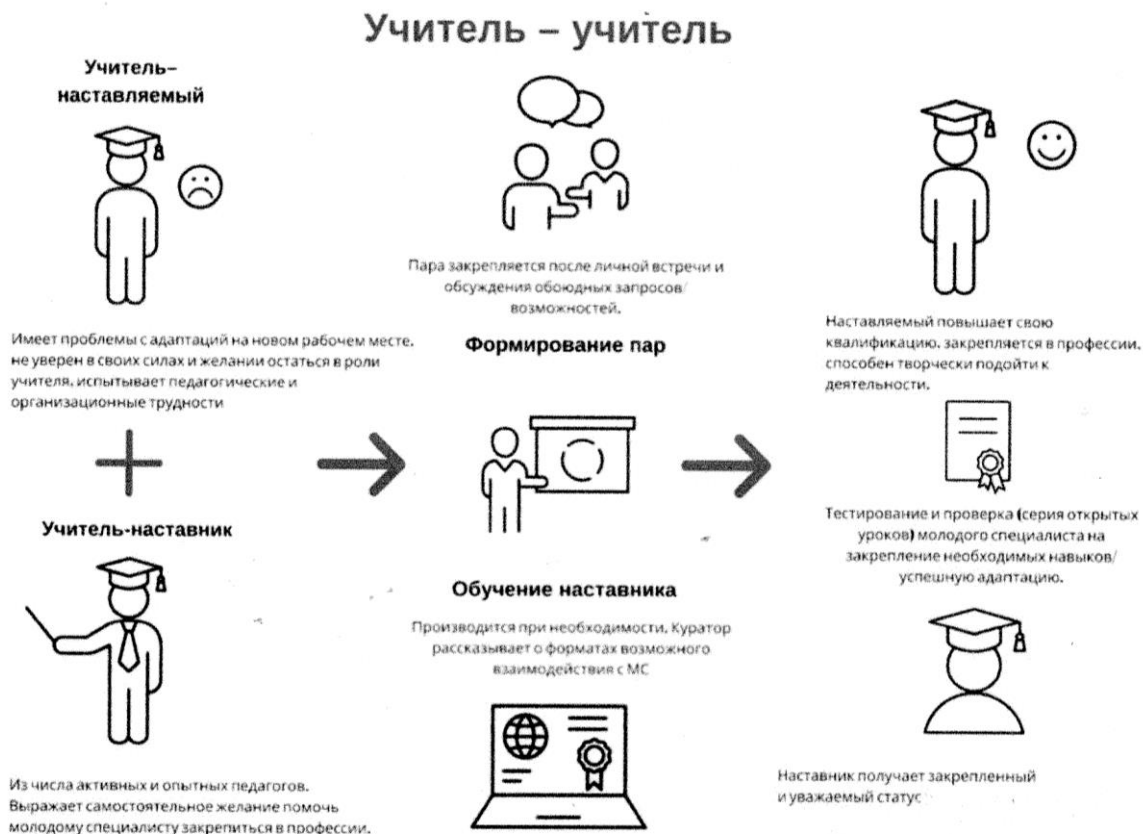 Учитель – учитель
Учитель–
наставляемый
Имеет проблемы с адаптаций на новом рабочем месте,
не уверен в своих силах и желании остаться в роли
учителя, испытывает педагогические и
организационные трудности
Учитель-наставник
Из числа активных и опытных педагогов.
Выражает самостоятельное желание помочь
молодому специалисту закрепиться в профессии.
Пара закрепляется после личной встречи и
обсуждения обоюдных запросов/
возможностей.
Формирование пар
Обучение наставника
Производится при необходимости. Куратор
рассказывает о форматах возможного
взаимодействия с МС
Наставляемый повышает свою
квалификацию, закрепляется в профессии,
способен творчески подойти к
деятельности.
Тестирование и проверка (серия открытых
уроков) молодого специалиста на
закрепление необходимых навыков/
успешную адаптацию.
Наставник получает закрепленный
и уважаемый статус